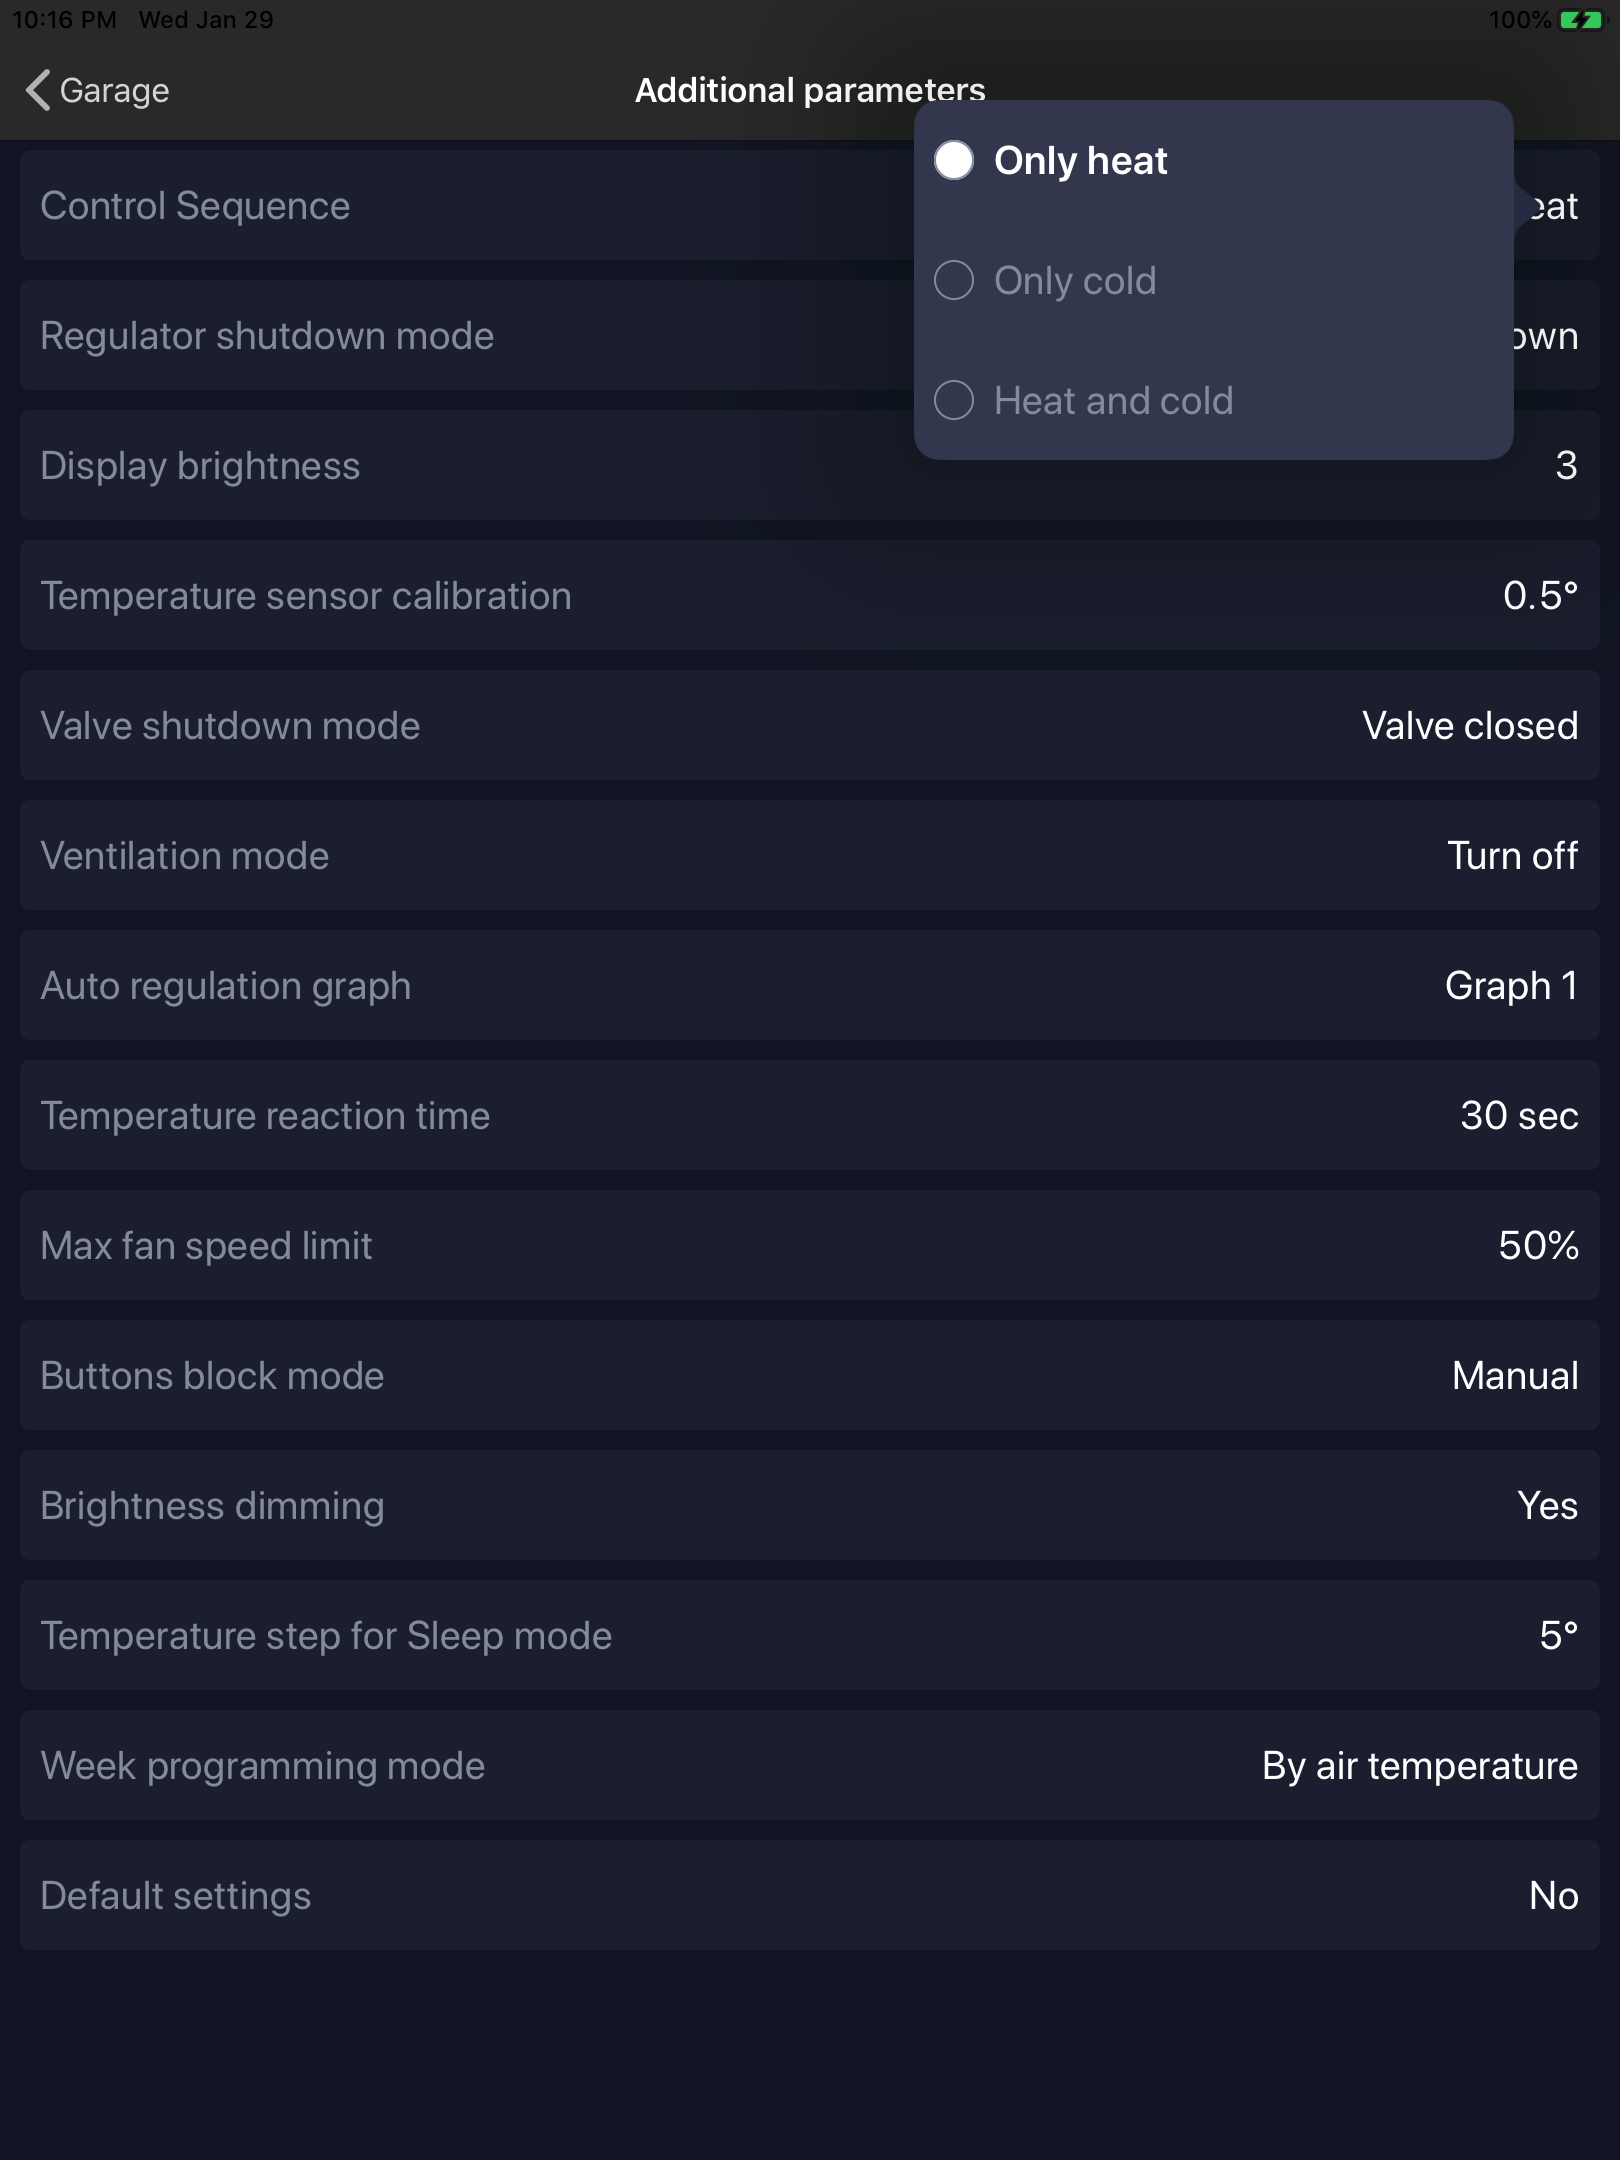 10:16 PM Wed Jan 29 100%
Garage Additional parameters
Only heat
Control Sequence
Only cold
Regulator shutdown mode
Heat and cold
Display brightness 3
Temperature sensor calibration 0.5°
Valve shutdown mode Valve closed
Ventilation mode Turn off
Auto regulation graph Graph 1
Temperature reaction time 30 sec
Max fan speed limit 50%
Buttons block mode Manual
Brightness dimming Yes
Temperature step for Sleep mode 5°
Week programming mode By air temperature
Default settings No